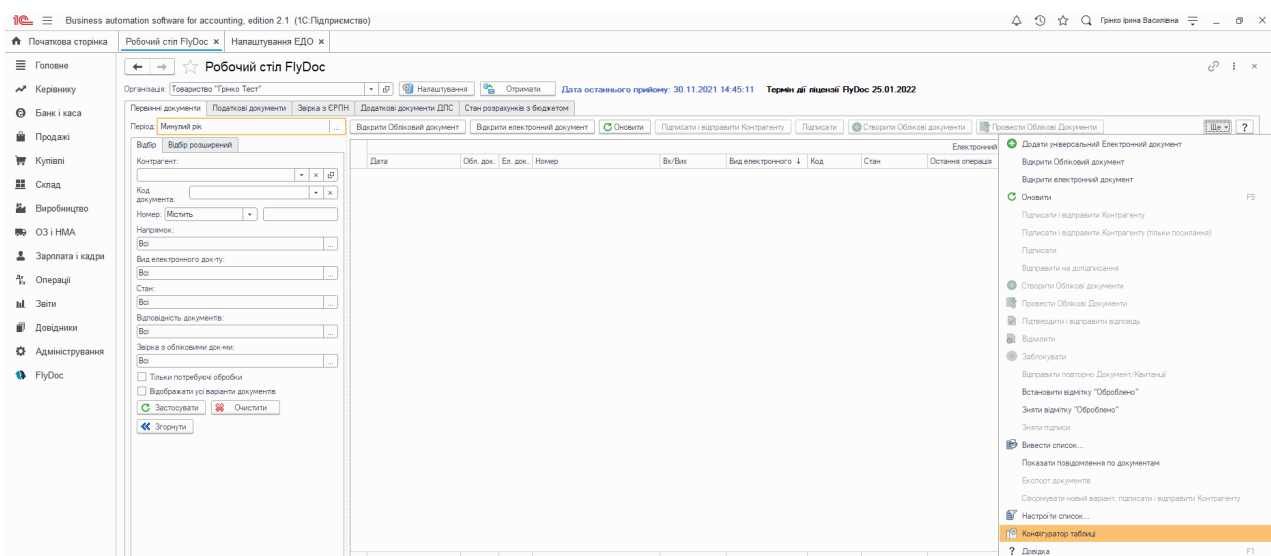 1С Business automation software for accounting, edition 2.1 (1С:Підприємство) Грінко Ірина Василівна
Початкова сторінка Робочий стіл FlyDoc × Налаштування ЕДО ×
Головне
Керівнику
Банк і каса
Продажі
Купівлі
Склад
Виробництво
ОЗ і НМА
Зарплата і кадри
Операції
Звіти
Довідники
Адміністрування
FlyDoc
Робочий стіл FlyDoc
Організація: Товариство "Грінко Тест" Налаштування Отримати Дата останнього прийому: 30.11.2021 14:45:11 Термін дії ліцензії FlyDoc 25.01.2022
Первинні документи Податкові документи Звірка з ЄРПН Додаткові документи ДПС Стан розрахунків з бюджетом
Період: Минулий рік ... Відкрити Обліковий документ Відкрити електронний документ Оновити Підписати і відправити Контрагенту Підписати Створити Облікові документи Провести Облікові Документи Ще ?
Відбір Відбір розширений
Контрагент:
Код
документа:
Номер: Містить
Напрямок:
Всі ...
Вид електронного док-ту:
Всі ...
Стан:
Всі ...
Відповідність документів:
Всі ...
Звірка з обліковими док-ми:
Всі ...
Тільки потребуючі обробки
Відображати усі варіанти документів
Застосувати Очистити
Згорнути
Електронний
Дата Обл. док. Ел. док. Номер Вх/Вих Вид електронного ↓ Код Стан Остання операція
Додати універсальний Електронний документ
Відкрити Обліковий документ
Відкрити електронний документ
Оновити F5
Підписати і відправити Контрагенту
Підписати і відправити Контрагенту (тільки посилання)
Підписати
Відправити на допідписання
Створити Облікові документи
Провести Облікові Документи
Підтвердити і відправити відповідь
Відхилити
Заблокувати
Відправити повторно Документ/Квитанції
Встановити відмітку "Оброблено"
Зняти відмітку "Оброблено"
Зняти підписи
Вивести список...
Показати повідомлення по документам
Експорт документів
Сформувати новий варіант, підписати і відправити Контрагенту
Настроїти список...
Конфігуратор таблиці
Довідка F1